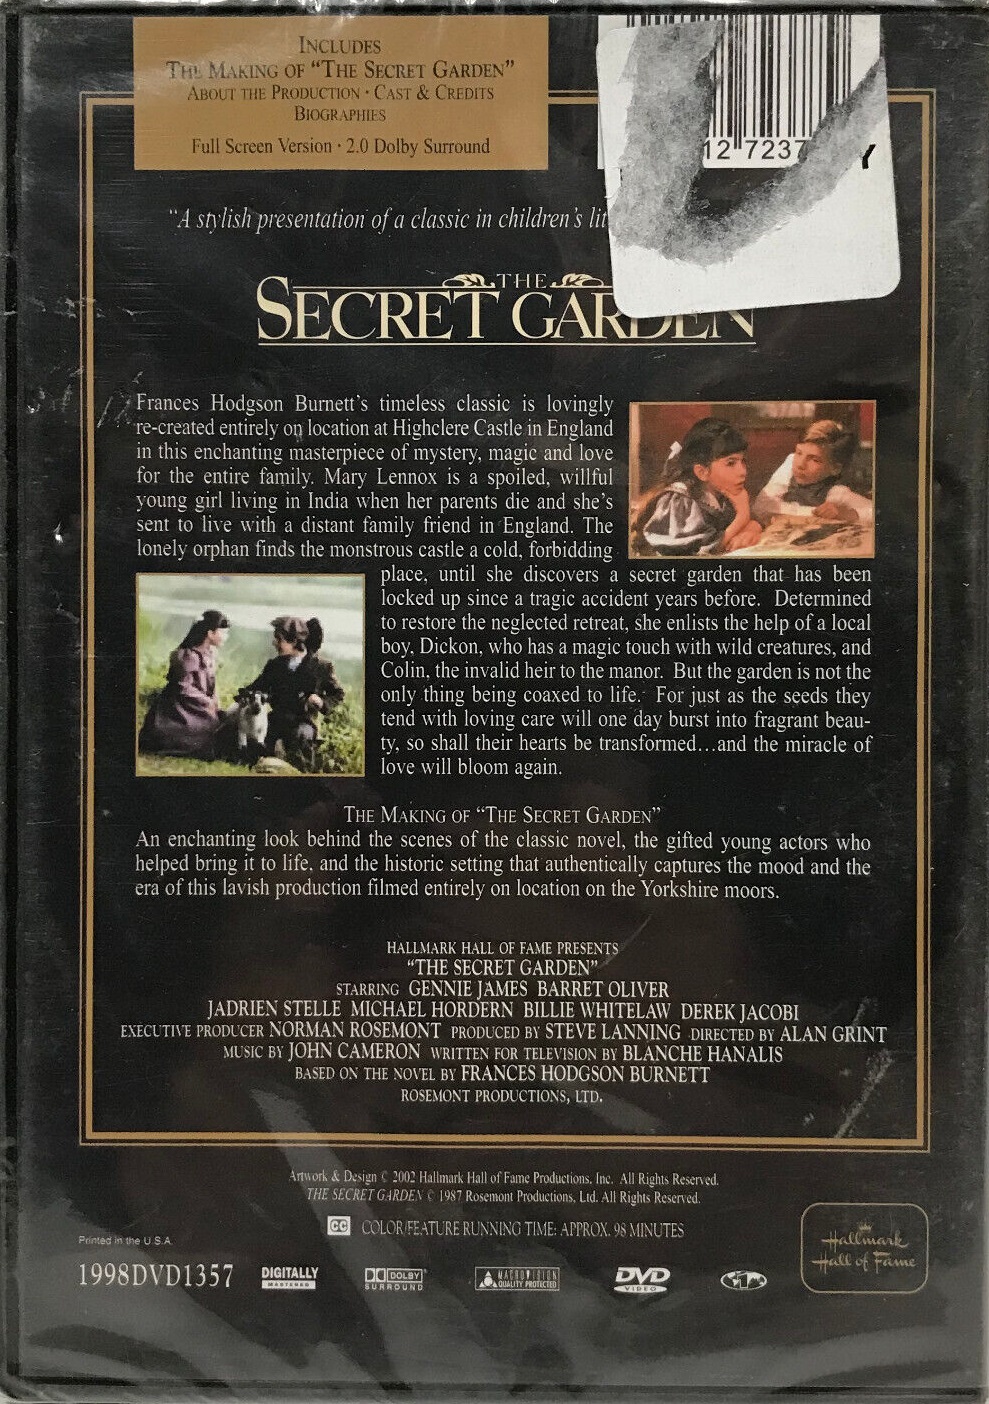 INCLUDES
THE MAKING OF “THE SECRET GARDEN”
ABOUT THE PRODUCTION • CAST & CREDITS
BIOGRAPHIES
Full Screen Version • 2.0 Dolby Surround
12 7237
Y
“A stylish presentation of a classic in children’s
THE
SECRET GARDEN
Frances Hodgson Burnett’s timeless classic is lovingly
re-created entirely on location at Highclere Castle in England
in this enchanting masterpiece of mystery, magic and love
for the entire family. Mary Lennox is a spoiled, willful
young girl living in India when her parents die and she’s
sent to live with a distant family friend in England. The
lonely orphan finds the monstrous castle a cold, forbidding
place, until she discovers a secret garden that has been
locked up since a tragic accident years before. Determined
to restore the neglected retreat, she enlists the help of a local
boy, Dickon, who has a magic touch with wild creatures, and
Colin, the invalid heir to the manor. But the garden is not the
only thing being coaxed to life. For just as the seeds they
tend with loving care will one day burst into fragrant beau-
ty, so shall their hearts be transformed...and the miracle of
love will bloom again.
THE MAKING OF “THE SECRET GARDEN”
An enchanting look behind the scenes of the classic novel, the gifted young actors who
helped bring it to life, and the historic setting that authentically captures the mood and the
era of this lavish production filmed entirely on location on the Yorkshire moors.
HALLMARK HALL OF FAME PRESENTS
“THE SECRET GARDEN”
STARRING GENNIE JAMES BARRET OLIVER
JADRIEN STELLE MICHAEL HORDERN BILLIE WHITELAW DEREK JACOBI
EXECUTIVE PRODUCER NORMAN ROSEMONT PRODUCED BY STEVE LANNING DIRECTED BY ALAN GRINT
MUSIC BY JOHN CAMERON WRITTEN FOR TELEVISION BY BLANCHE HANALIS
BASED ON THE NOVEL BY FRANCES HODGSON BURNETT
ROSEMONT PRODUCTIONS, LTD.
Artwork & Design © 2002 Hallmark Hall of Fame Productions, Inc. All Rights Reserved.
THE SECRET GARDEN © 1987 Rosemont Productions, Ltd. All Rights Reserved.
CC COLOR/FEATURE RUNNING TIME: APPROX. 98 MINUTES
Printed in the U.S.A.
1998DVD1357
DIGITALLY
MASTERED
DOLBY
SURROUND
MACROVISION
QUALITY PROTECTED
DVD
VIDEO
1
Hallmark
Hall of Fame